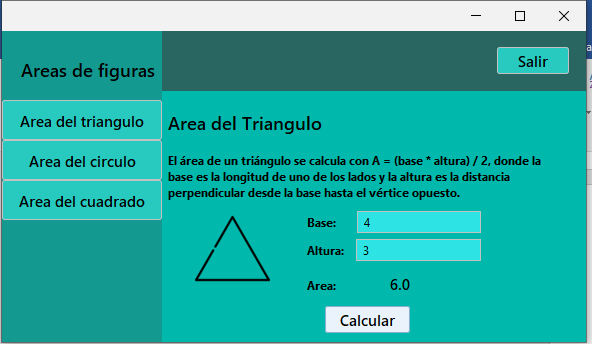 Areas de figuras
Salir
Area del triangulo
Area del circulo
Area del cuadrado
Area del Triangulo
El área de un triángulo se calcula con A = (base * altura) / 2, donde la
base es la longitud de uno de los lados y la altura es la distancia
perpendicular desde la base hasta el vértice opuesto.
Base: 4
Altura: 3
Area: 6.0
Calcular